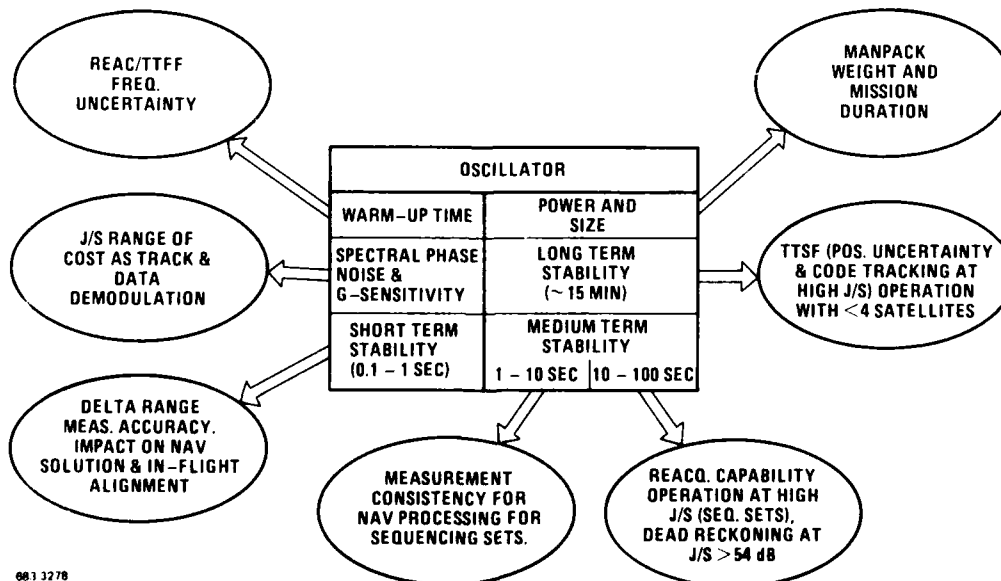 REAC/TTFF
FREQ.
UNCERTAINTY
MANPACK
WEIGHT AND
MISSION
DURATION
OSCILLATOR
WARM-UP TIME
POWER AND
SIZE
J/S RANGE OF
COST AS TRACK &
DATA
DEMODULATION
SPECTRAL PHASE
NOISE &
G-SENSITIVITY
LONG TERM
STABILITY
(~ 15 MIN)
TTSF (POS. UNCERTAINTY
& CODE TRACKING AT
HIGH J/S) OPERATION
WITH <4 SATELLITES
SHORT TERM
STABILITY
(0.1 – 1 SEC)
MEDIUM TERM
STABILITY
1 – 10 SEC
10 – 100 SEC
DELTA RANGE
MEAS. ACCURACY.
IMPACT ON NAV
SOLUTION & IN-FLIGHT
ALIGNMENT
MEASUREMENT
CONSISTENCY FOR
NAV PROCESSING FOR
SEQUENCING SETS.
REACQ. CAPABILITY
OPERATION AT HIGH
J/S (SEQ. SETS),
DEAD RECKONING AT
J/S > 54 dB
683 3278